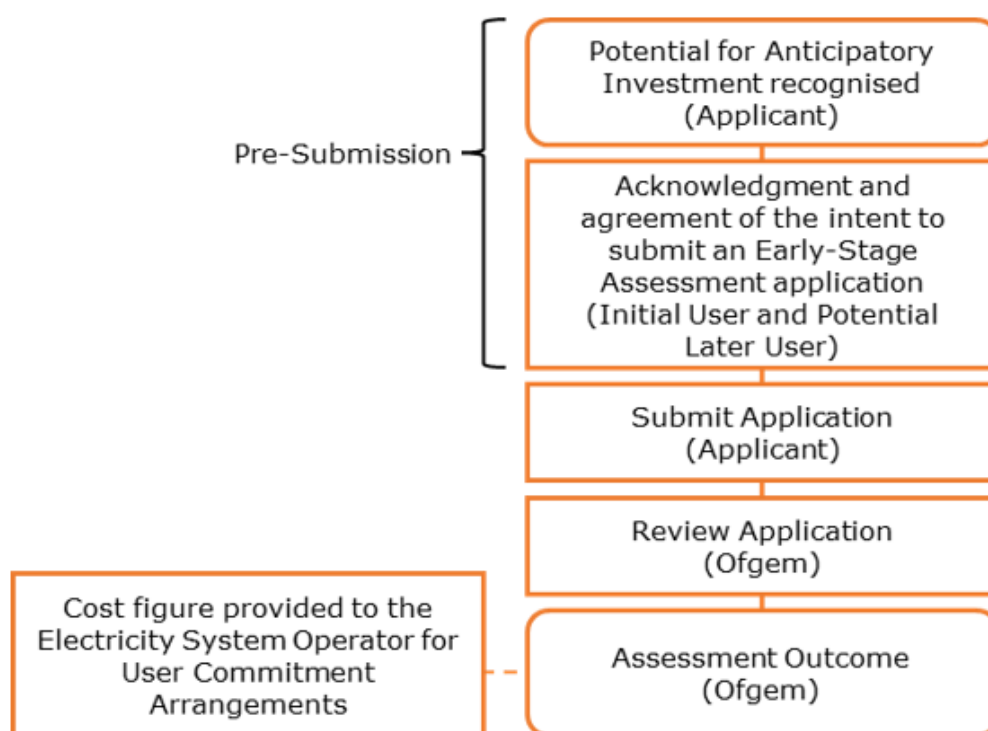 Potential for Anticipatory
Investment recognised
(Applicant)
Pre-Submission
Acknowledgment and
agreement of the intent to
submit an Early-Stage
Assessment application
(Initial User and Potential
Later User)
Submit Application
(Applicant)
Review Application
(Ofgem)
Cost figure provided to the
Electricity System Operator for
User Commitment
Arrangements
Assessment Outcome
(Ofgem)